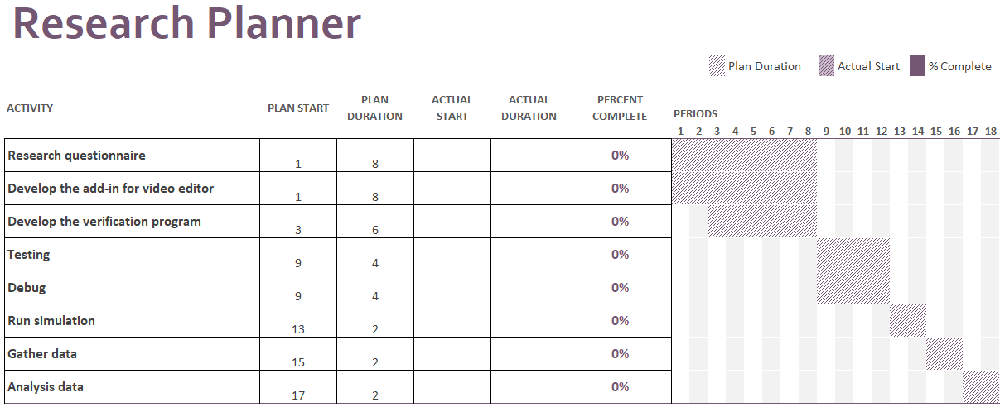 Research Planner
Plan Duration Actual Start % Complete
ACTIVITY PLAN START PLAN DURATION ACTUAL START ACTUAL DURATION PERCENT COMPLETE PERIODS
1 2 3 4 5 6 7 8 9 10 11 12 13 14 15 16 17 18
Research questionnaire 1 8 0%
Develop the add-in for video editor 1 8 0%
Develop the verification program 3 6 0%
Testing 9 4 0%
Debug 9 4 0%
Run simulation 13 2 0%
Gather data 15 2 0%
Analysis data 17 2 0%